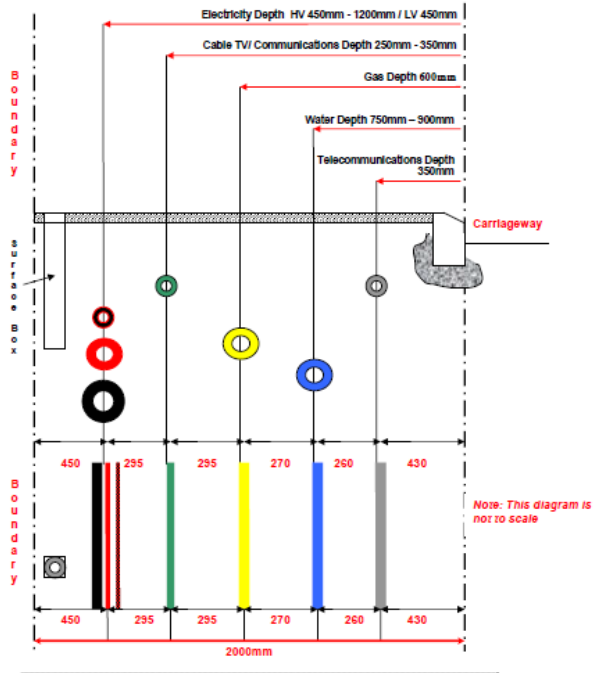 Electricity Depth HV 450mm - 1200mm / LV 450mm
Cable TV/ Communications Depth 250mm - 350mm
Gas Depth 600mm
Water Depth 750mm – 900mm
Telecommunications Depth
350mm
Boundary
Carriageway
Surface Box
450 295 295 270 260 430
Boundary
Note: This diagram is
not to scale
450 295 295 270 260 430
2000mm